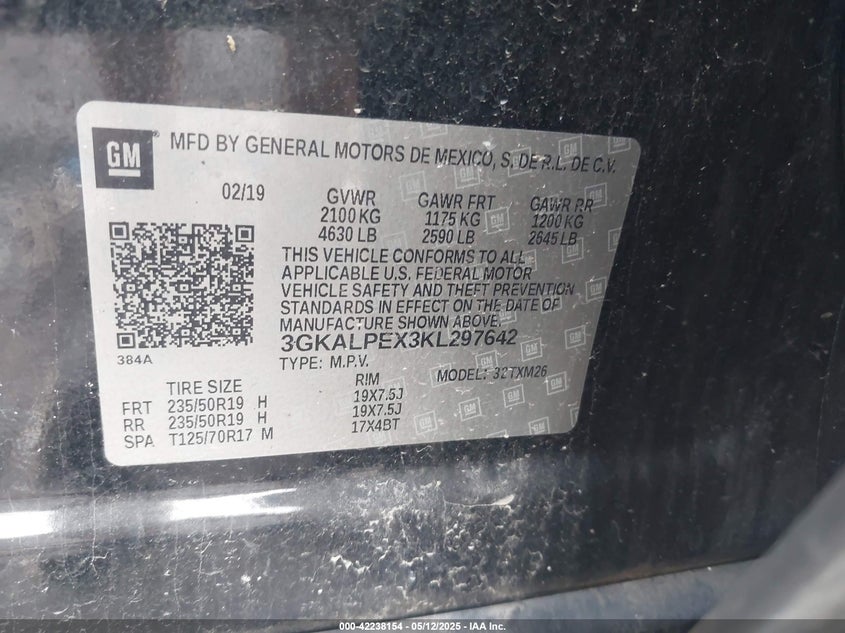 GM
MFD BY GENERAL MOTORS DE MEXICO, S. DE R.L. DE C.V.
02/19 GVWR GAWR FRT GAWR RR
2100 KG 1175 KG 1200 KG
4630 LB 2590 LB 2645 LB
THIS VEHICLE CONFORMS TO ALL
APPLICABLE U.S. FEDERAL MOTOR
VEHICLE SAFETY AND THEFT PREVENTION
STANDARDS IN EFFECT ON THE DATE OF
MANUFACTURE SHOWN ABOVE.
3GKALPEX3KL297642
384A
TYPE: M.P.V. MODEL: 32TXM26
TIRE SIZE RIM
FRT 235/50R19 H 19X7.5J
RR 235/50R19 H 19X7.5J
SPA T125/70R17 M 17X4BT
000-42238154 - 05/12/2025 - IAA Inc.